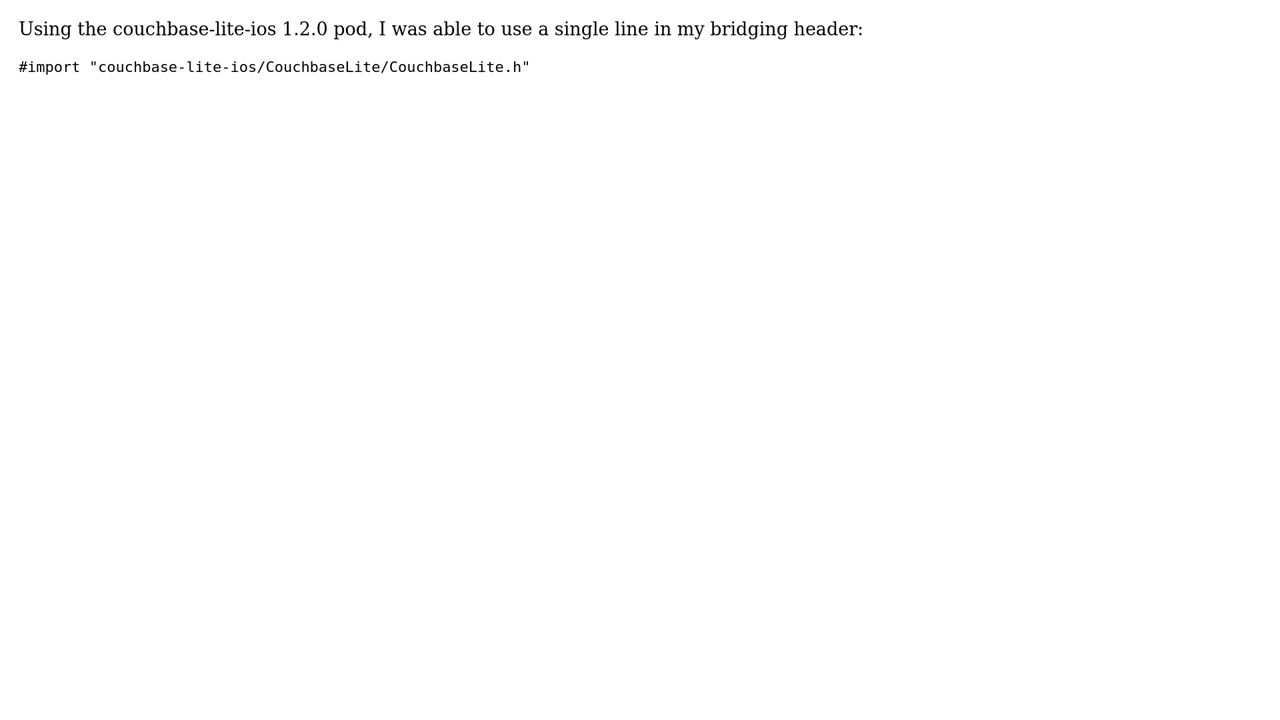 Using the couchbase-lite-ios 1.2.0 pod, I was able to use a single line in my bridging header:
#import "couchbase-lite-ios/CouchbaseLite/CouchbaseLite.h"